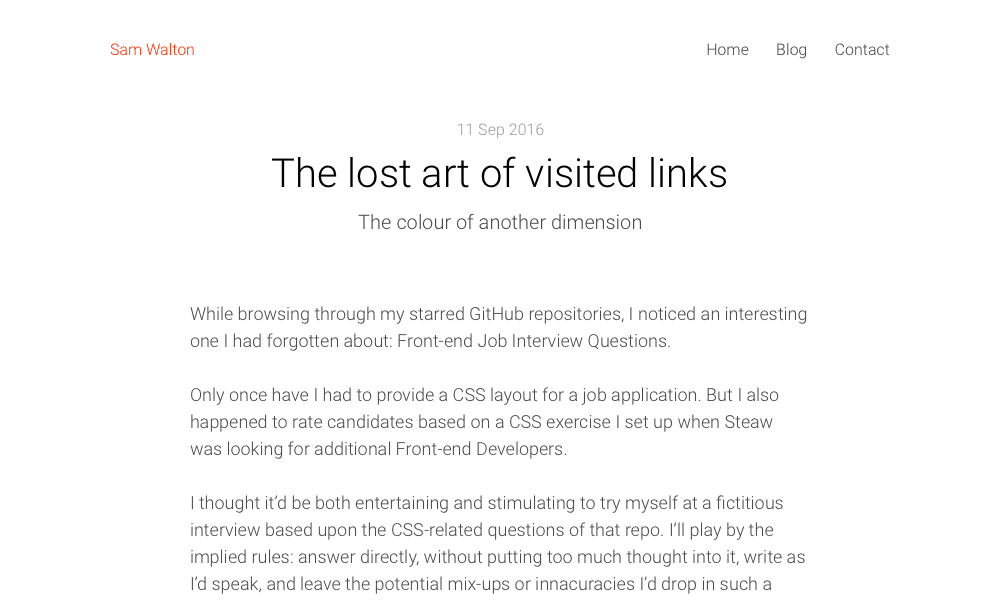 Sam Walton
Home Blog Contact
11 Sep 2016
The lost art of visited links
The colour of another dimension
While browsing through my starred GitHub repositories, I noticed an interesting
one I had forgotten about: Front-end Job Interview Questions.
Only once have I had to provide a CSS layout for a job application. But I also
happened to rate candidates based on a CSS exercise I set up when Steaw
was looking for additional Front-end Developers.
I thought it’d be both entertaining and stimulating to try myself at a fictitious
interview based upon the CSS-related questions of that repo. I’ll play by the
implied rules: answer directly, without putting too much thought into it, write as
I’d speak, and leave the potential mix-ups or innacuracies I’d drop in such a